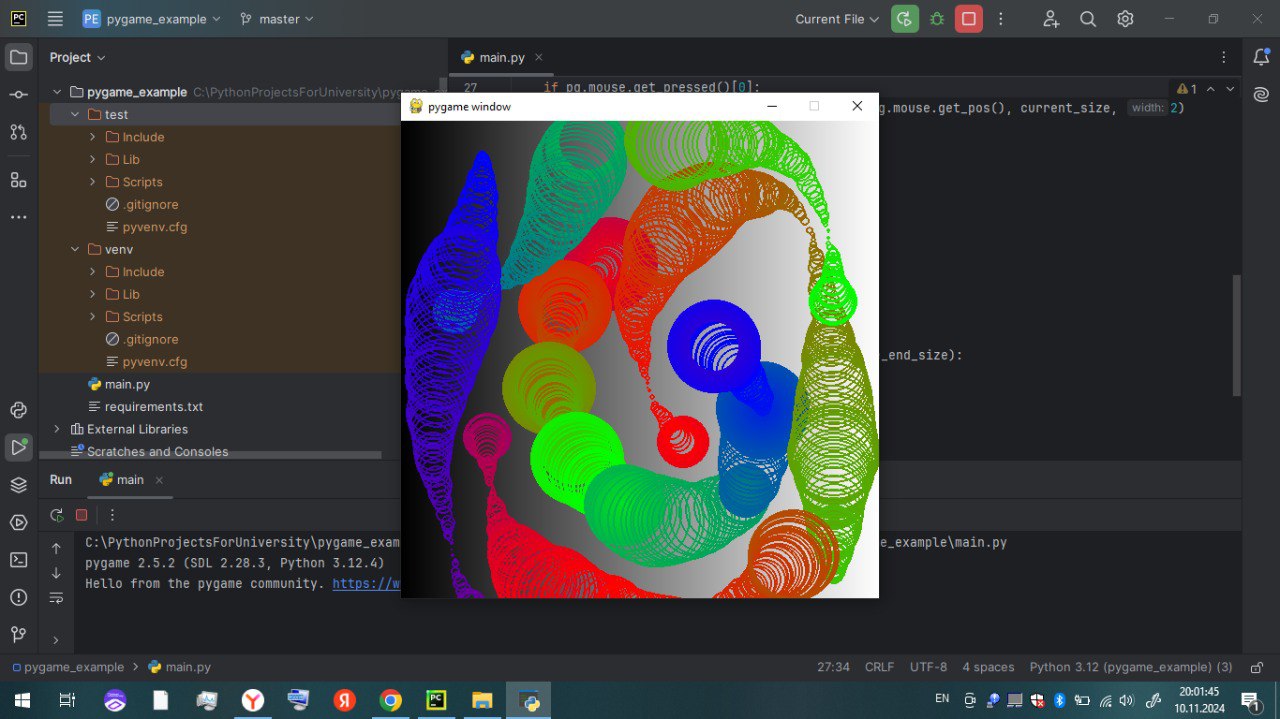 PC
PE pygame_example
master
Current File
Project
main.py
27 if pg.mouse.get_pressed()[0]:
pygame_example C:\PythonProjectsForUniversity\pygame_
1
pygame window
g.mouse.get_pos(), current_size, width: 2)
test
Include
Lib
Scripts
.gitignore
pyvenv.cfg
venv
Include
Lib
Scripts
.gitignore
_end_size):
pyvenv.cfg
main.py
requirements.txt
External Libraries
Scratches and Consoles
Run main
C:\PythonProjectsForUniversity\pygame_exam
e_example\main.py
pygame 2.5.2 (SDL 2.28.3, Python 3.12.4)
Hello from the pygame community. https://w
pygame_example > main.py
27:34 CRLF UTF-8 4 spaces Python 3.12 (pygame_example) (3)
Y Я PC
EN
20:01:45
10.11.2024
1